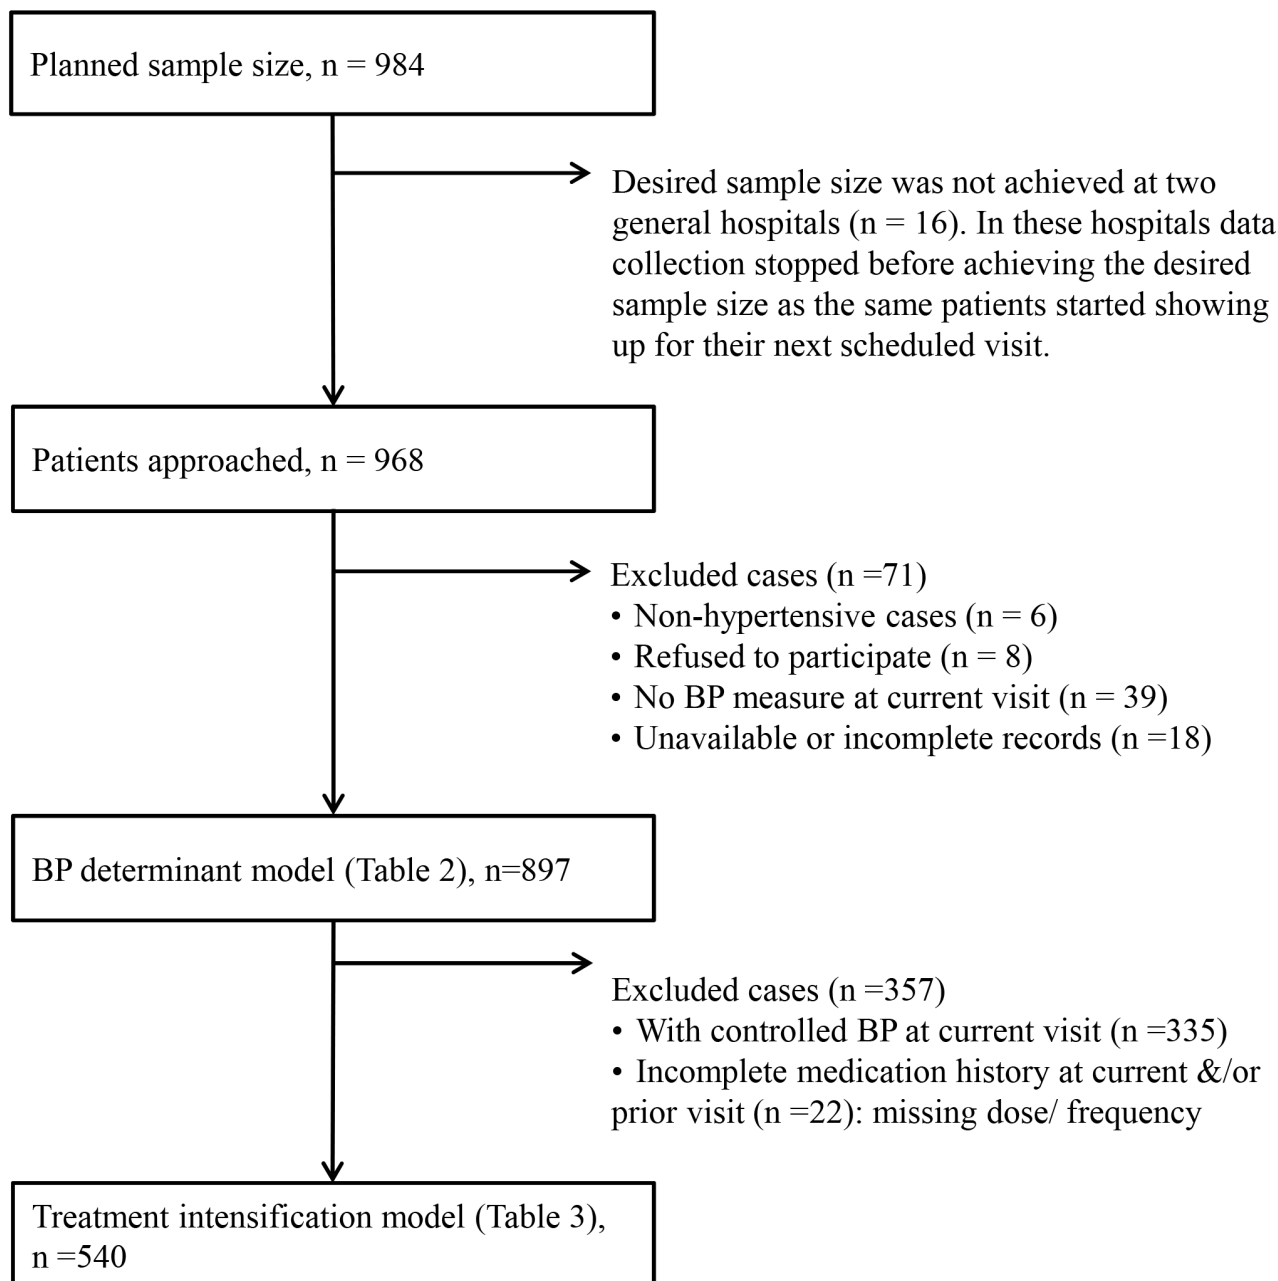 Planned sample size, n = 984
Desired sample size was not achieved at two
general hospitals (n = 16). In these hospitals data
collection stopped before achieving the desired
sample size as the same patients started showing
up for their next scheduled visit.
Patients approached, n = 968
Excluded cases (n =71)
• Non-hypertensive cases (n = 6)
• Refused to participate (n = 8)
• No BP measure at current visit (n = 39)
• Unavailable or incomplete records (n =18)
BP determinant model (Table 2), n=897
Excluded cases (n =357)
• With controlled BP at current visit (n =335)
• Incomplete medication history at current &/or
prior visit (n =22): missing dose/ frequency
Treatment intensification model (Table 3),
n =540